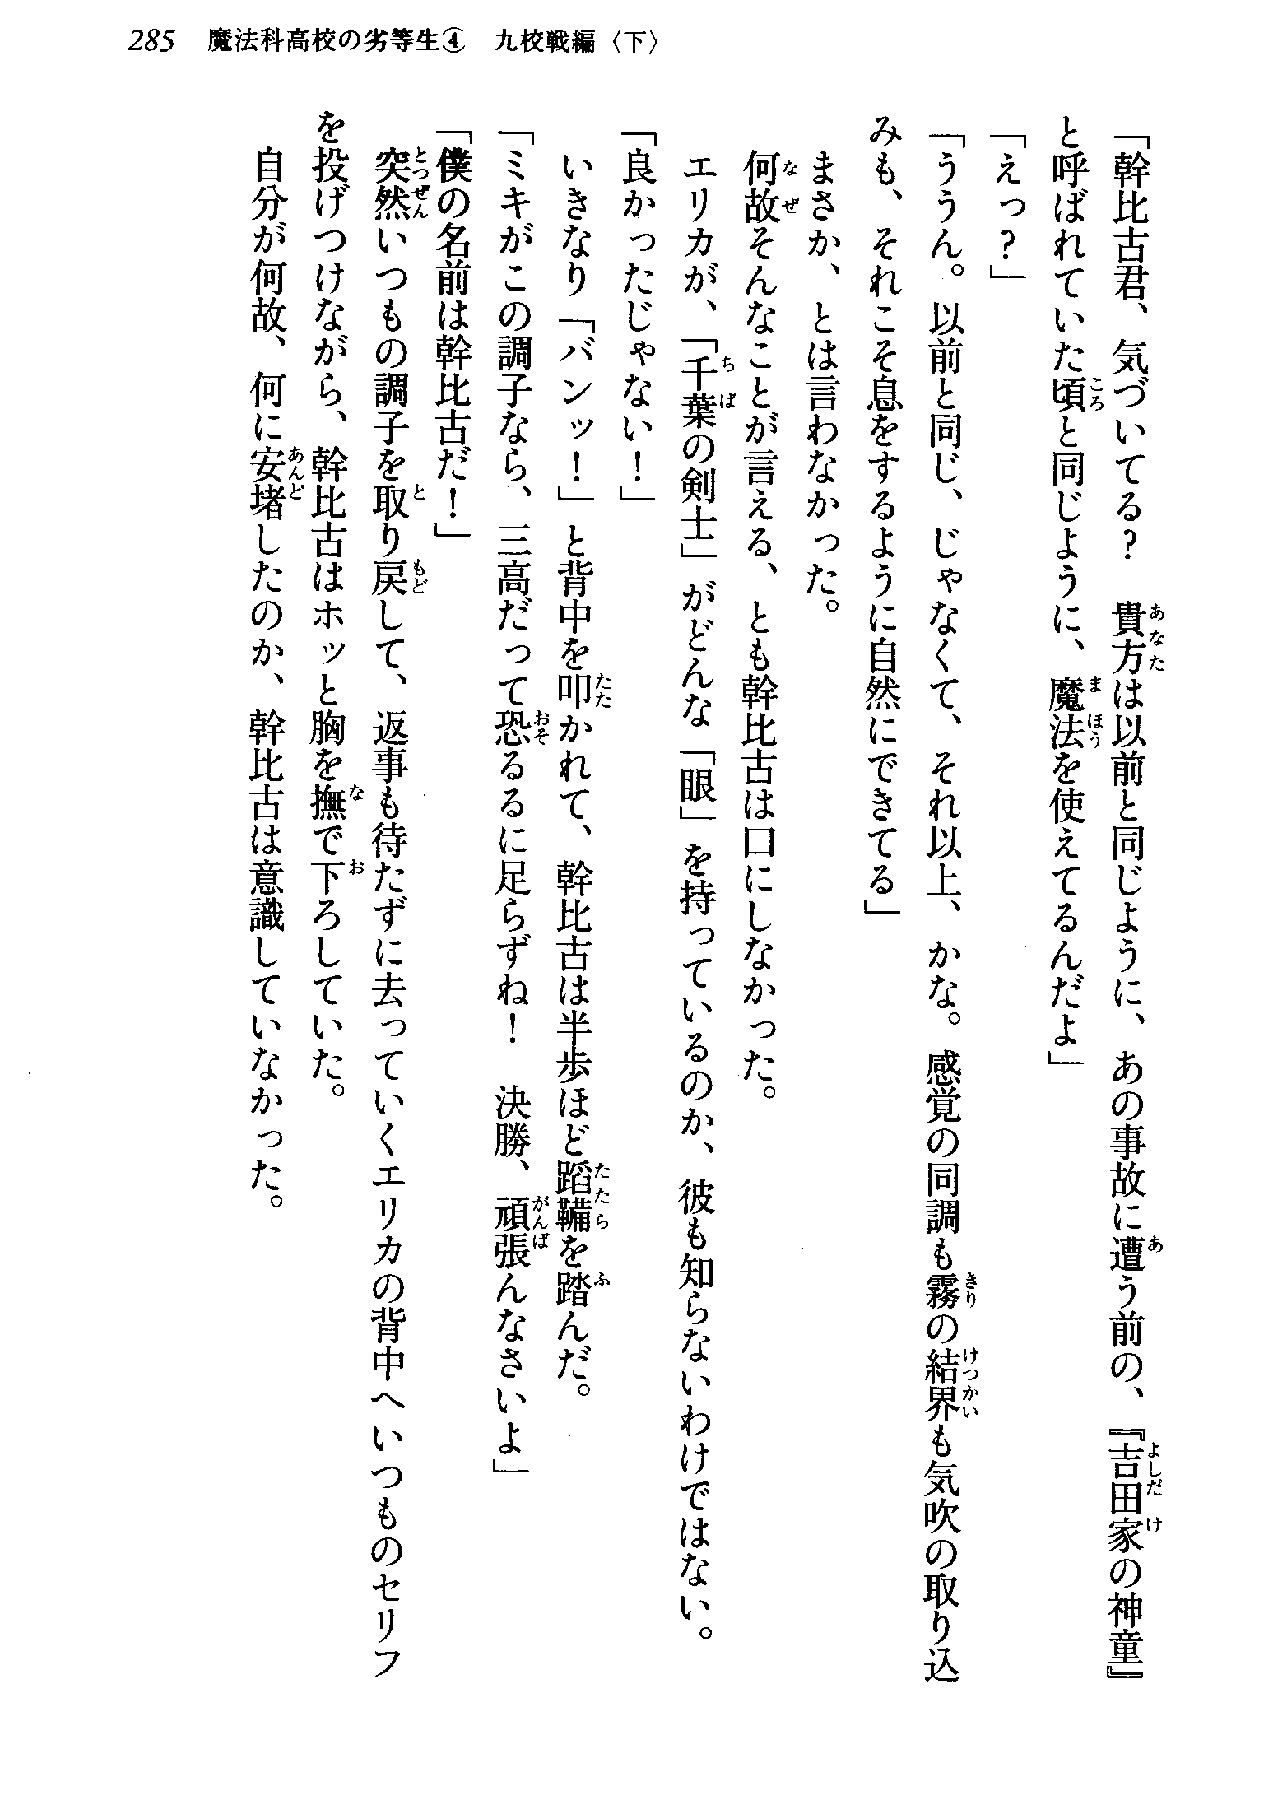 285　魔法科高校の劣等生④　九校戦編〈下〉
「幹比古君、気づいてる？　貴方は以前と同じように、あの事故に遭う前の、『吉田家の神童』
と呼ばれていた頃と同じように、魔法を使えてるんだよ」
「えっ？」
「ううん。以前と同じ、じゃなくて、それ以上、かな。感覚の同調も霧の結界も気吹の取り込
みも、それこそ息をするように自然にできてる」
まさか、とは言わなかった。
何故そんなことが言える、とも幹比古は口にしなかった。
エリカが、「千葉の剣士」がどんな「眼」を持っているのか、彼も知らないわけではない。
「良かったじゃない！」
いきなり「バンッ！」と背中を叩かれて、幹比古は半歩ほど蹈鞴を踏んだ。
「ミキがこの調子なら、三高だって恐るるに足らずね！　決勝、頑張んなさいよ」
「僕の名前は幹比古だ！」
突然いつもの調子を取り戻して、返事も待たずに去っていくエリカの背中へいつものセリフ
を投げつけながら、幹比古はホッと胸を撫で下ろしていた。
自分が何故、何に安堵したのか、幹比古は意識していなかった。